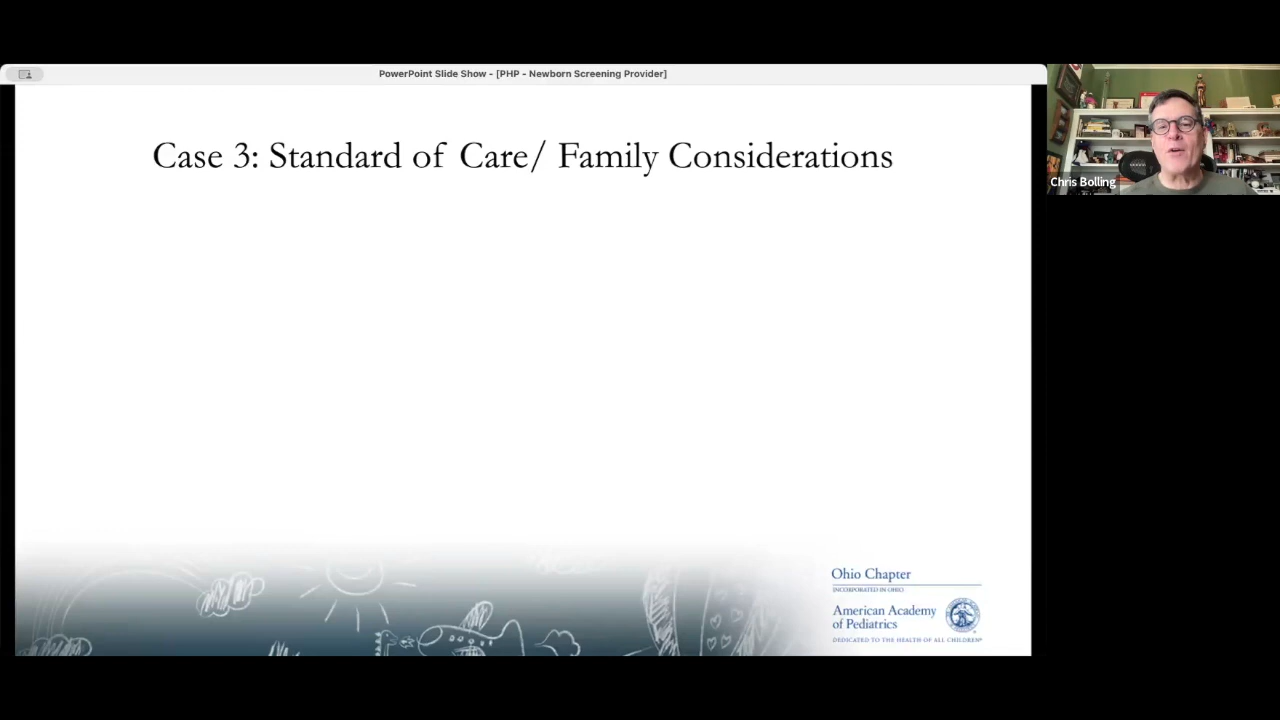 PowerPoint Slide Show - [PHP - Newborn Screening Provider]
Case 3: Standard of Care/ Family Considerations
Chris Bolling
Ohio Chapter
INCORPORATED IN OHIO
American Academy
of Pediatrics
DEDICATED TO THE HEALTH OF ALL CHILDREN®